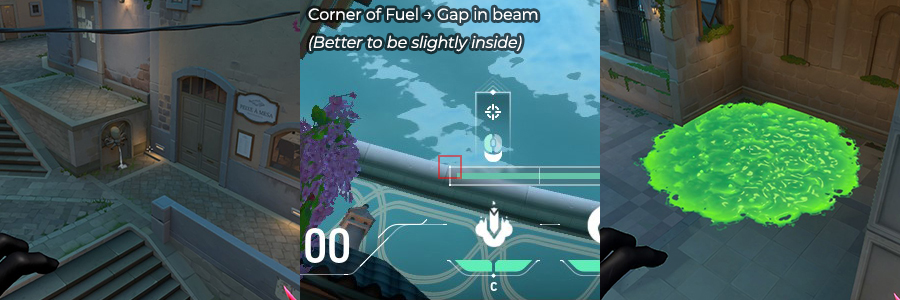 Corner of Fuel → Gap in beam
(Better to be slightly inside)
00
C